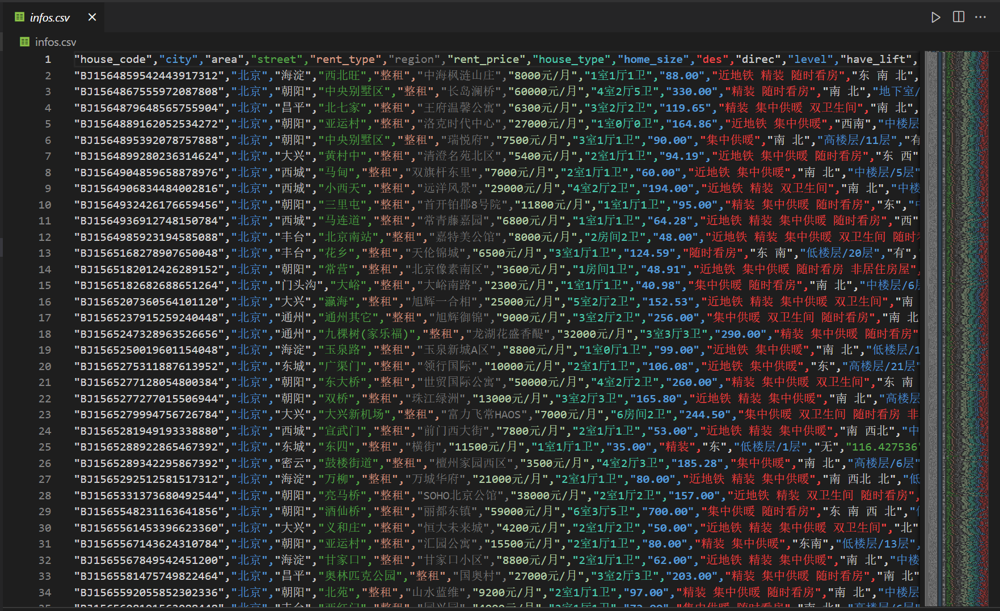 infos.csv
infos.csv
1 "house_code","city","area","street","rent_type","region","rent_price","house_type","home_size","des","direc","level","have_lift",
2 "BJ1564859542443917312","北京","海淀","西北旺","整租","中海枫涟山庄","8000元/月","1室1厅1卫","88.00","近地铁 精装 随时看房","东 南 北",
3 "BJ1564867555972087808","北京","朝阳","中央别墅区","整租","长岛澜桥","60000元/月","4室2厅5卫","330.00","精装 随时看房","南 北","地下室/
4 "BJ1564879648565755904","北京","昌平","北七家","整租","王府温馨公寓","6300元/月","3室2厅2卫","119.65","精装 集中供暖 双卫生间","南 北",
5 "BJ1564889162052534272","北京","朝阳","亚运村","整租","洛克时代中心","27000元/月","1室0厅0卫","164.86","近地铁 集中供暖","西南","中楼层
6 "BJ1564895392078757888","北京","朝阳","中央别墅区","整租","瑞悦府","7500元/月","3室1厅1卫","90.00","集中供暖","南 北","高楼层/11层","有
7 "BJ1564899280236314624","北京","大兴","黄村中","整租","清澄名苑北区","5400元/月","2室1厅1卫","94.19","近地铁 集中供暖 随时看房","东 西"
8 "BJ1564904859658878976","北京","西城","马甸","整租","双旗杆东里","7000元/月","2室1厅1卫","60.00","近地铁 集中供暖","南 北","中楼层/5层"
9 "BJ1564906834484002816","北京","西城","小西天","整租","远洋风景","29000元/月","4室2厅2卫","194.00","近地铁 精装 双卫生间","南 北","中楼
10 "BJ1564932426176659456","北京","朝阳","三里屯","整租","首开铂郡8号院","11800元/月","1室1厅1卫","95.00","精装 集中供暖 随时看房","东","
11 "BJ1564936912748150784","北京","西城","马连道","整租","常青藤嘉园","6800元/月","1室1厅1卫","64.28","近地铁 精装 集中供暖 随时看房","西"
12 "BJ1564985923194585088","北京","丰台","北京南站","整租","嘉特美公馆","8000元/月","2房间2卫","48.00","近地铁 精装 集中供暖 双卫生间 随时
13 "BJ1565168278907650048","北京","丰台","花乡","整租","天伦锦城","6500元/月","3室1厅1卫","124.59","随时看房","东 南","低楼层/20层","有","
14 "BJ1565182012426289152","北京","朝阳","常营","整租","北京像素南区","3600元/月","1房间1卫","48.91","近地铁 集中供暖 随时看房 非居住房屋",
15 "BJ1565182682688651264","北京","门头沟","大峪","整租","大峪南路","2300元/月","1室1厅1卫","40.98","集中供暖 随时看房","南 北","中楼层/6层
16 "BJ1565207360564101120","北京","大兴","瀛海","整租","旭辉一合相","25000元/月","5室2厅2卫","152.53","近地铁 精装 集中供暖 双卫生间","南
17 "BJ1565237915259240448","北京","通州","通州其它","整租","旭辉御锦","9000元/月","3室2厅2卫","256.00","集中供暖 双卫生间 随时看房","南 北
18 "BJ1565247328963526656","北京","通州","九棵树(家乐福)","整租","龙湖花盛香醍","32000元/月","3室3厅3卫","290.00","精装 集中供暖 随时看房"
19 "BJ1565250019601154048","北京","海淀","玉泉路","整租","玉泉新城A区","8800元/月","1室0厅1卫","99.00","近地铁 集中供暖","南 北","低楼层/1
20 "BJ1565275311887613952","北京","东城","广渠门","整租","领行国际","10000元/月","2室1厅1卫","106.08","近地铁 集中供暖","东","高楼层/21层"
21 "BJ1565277128054800384","北京","朝阳","东大桥","整租","世贸国际公寓","50000元/月","4室2厅2卫","260.00","精装 集中供暖 双卫生间","东 南
22 "BJ1565277277015506944","北京","朝阳","双桥","整租","珠江绿洲","13000元/月","3室2厅3卫","165.80","近地铁 精装 集中供暖","南 北","高楼层
23 "BJ1565279994756726784","北京","大兴","大兴新机场","整租","富力飞常HAOS","7000元/月","6房间2卫","244.50","集中供暖 双卫生间 随时看房 非
24 "BJ1565281949193338880","北京","西城","宣武门","整租","前门西大街","7800元/月","2室1厅1卫","53.00","近地铁 精装 集中供暖","南 西北","中
25 "BJ1565288922865467392","北京","东城","东四","整租","横街","11500元/月","1室1厅1卫","35.00","精装","东","低楼层/1层","无","116.427536"
26 "BJ1565289342295867392","北京","密云","鼓楼街道","整租","檀州家园西区","3500元/月","4室2厅3卫","185.28","集中供暖","南 北","高楼层/6层"
27 "BJ1565292512581517312","北京","海淀","万柳","整租","万城华府","21000元/月","2室1厅1卫","80.00","近地铁 精装 集中供暖","南 西北 北","低
28 "BJ1565331373680492544","北京","朝阳","亮马桥","整租","SOHO北京公馆","38000元/月","2室1厅2卫","157.00","近地铁 精装 双卫生间 随时看房",
29 "BJ1565548231163641856","北京","朝阳","酒仙桥","整租","丽都东镇","59000元/月","6室3厅5卫","700.00","集中供暖 随时看房","东 南 西 北","
30 "BJ1565561453396623360","北京","大兴","义和庄","整租","恒大未来城","4200元/月","2室1厅2卫","50.00","近地铁 精装 集中供暖 双卫生间","北"
31 "BJ1565567143624310784","北京","朝阳","亚运村","整租","汇园公寓","15500元/月","2室1厅1卫","80.00","精装 集中供暖","东南","低楼层/13层",
32 "BJ1565567849542451200","北京","海淀","甘家口","整租","甘家口小区","8800元/月","2室1厅1卫","62.00","近地铁 精装 集中供暖","南 北","中楼
33 "BJ1565581475749822464","北京","昌平","奥林匹克公园","整租","国奥村","27000元/月","3室2厅3卫","203.00","精装 集中供暖 随时看房","南 北"
34 "BJ1565592055852302336","北京","朝阳","北苑","整租","山水蓝维","9200元/月","2室1厅1卫","97.00","精装 集中供暖 随时看房","南 北","中楼层